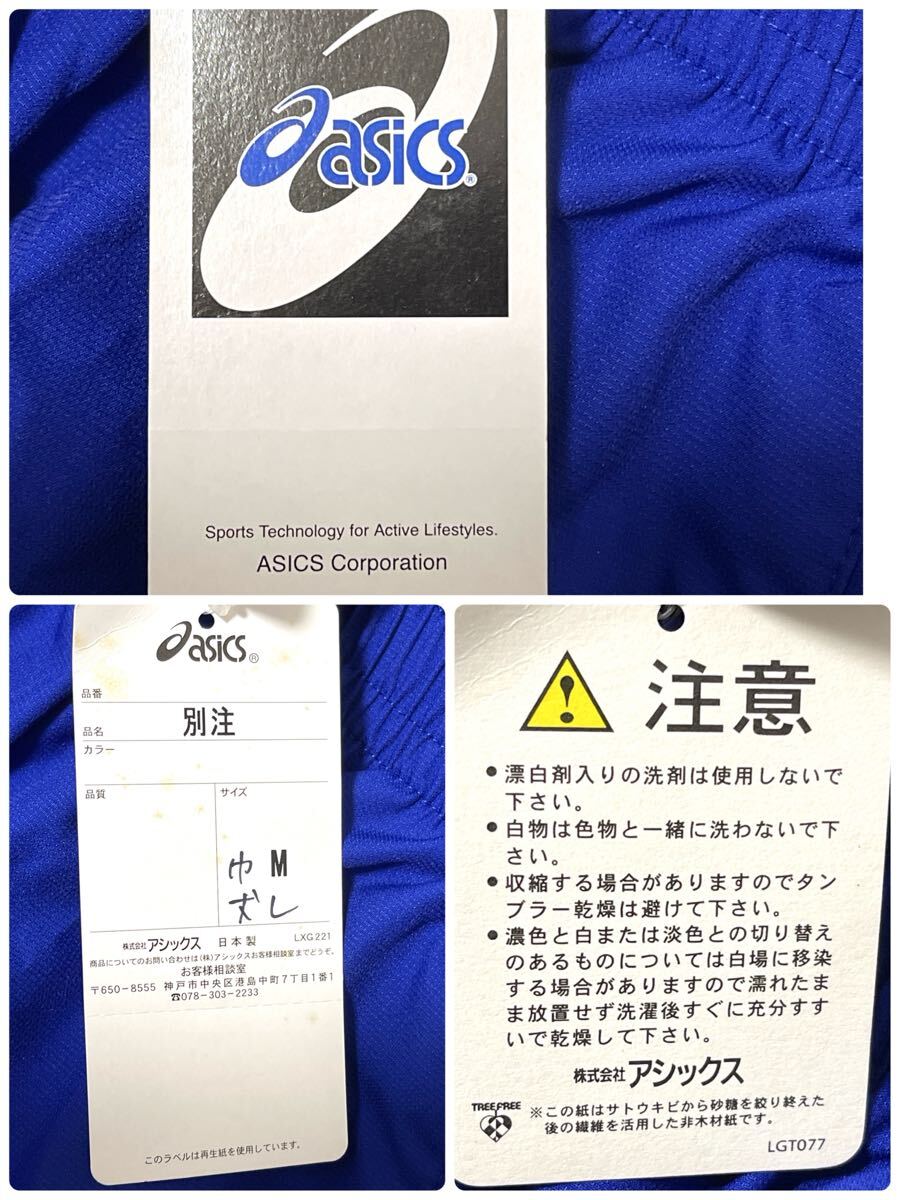 asics®
Sports Technology for Active Lifestyles.
ASICS Corporation
asics®
品番
品名 別注
カラー
品質 サイズ
巾 M
丈 L
株式会社 アシックス 日本製 LXG221
商品についてのお問い合わせは(株)アシックスお客様相談室までどうぞ。
お客様相談室
〒650-8555 神戸市中央区港島中町7丁目1番1
☎078-303-2233
このラベルは再生紙を使用しています。
注意
●漂白剤入りの洗剤は使用しないで
下さい。
●白物は色物と一緒に洗わないで下
さい。
●収縮する場合がありますのでタン
ブラー乾燥は避けて下さい。
●濃色と白または淡色との切り替え
のあるものについては白場に移染
する場合がありますので濡れたま
ま放置せず洗濯後すぐに充分すす
いで乾燥して下さい。
株式会社 アシックス
TREE FREE
※この紙はサトウキビから砂糖を絞り終えた
後の繊維を活用した非木材紙です。
LGT077